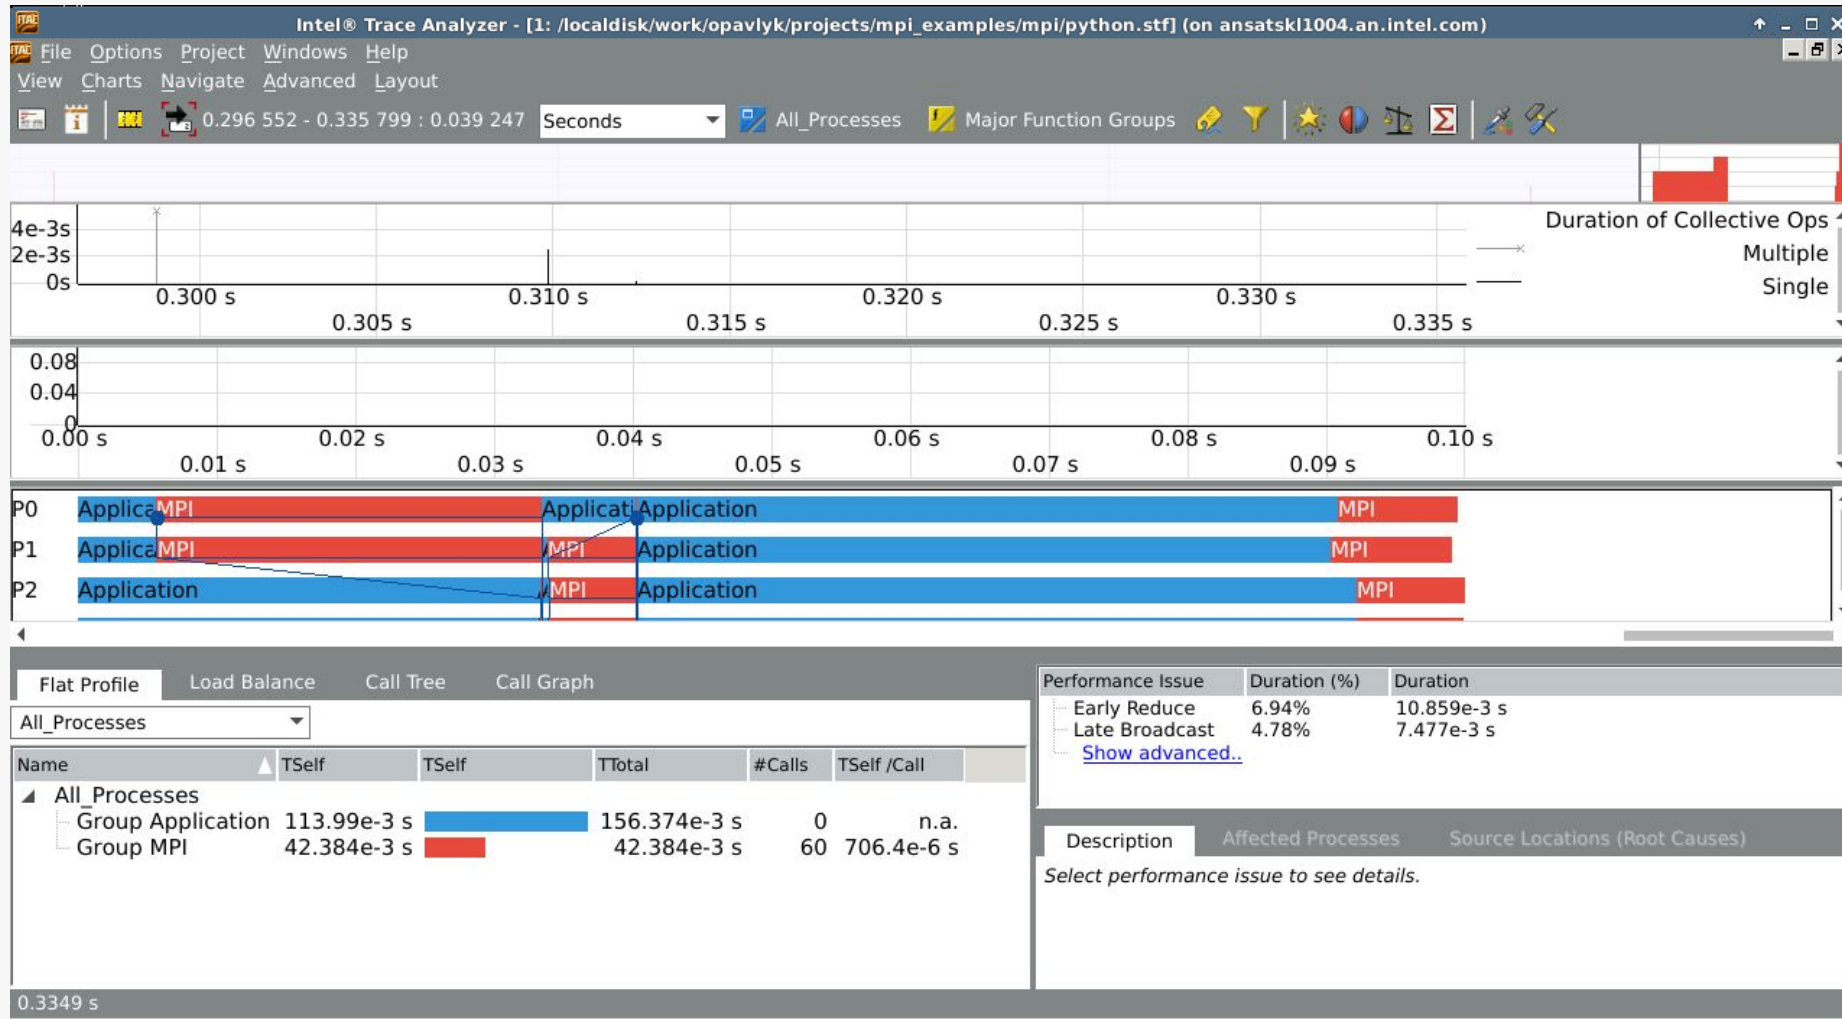 Intel® Trace Analyzer - [1: /localdisk/work/opavlyk/projects/mpi_examples/mpi/python.stf] (on ansatskl1004.an.intel.com)
File Options Project Windows Help
View Charts Navigate Advanced Layout
0.296 552 - 0.335 799 : 0.039 247 Seconds All_Processes Major Function Groups
4e-3s
2e-3s
0s
0.300 s 0.310 s 0.320 s 0.330 s
0.305 s 0.315 s 0.325 s 0.335 s
Duration of Collective Ops
Multiple
Single
0.08
0.04
0
0.00 s 0.02 s 0.04 s 0.06 s 0.08 s 0.10 s
0.01 s 0.03 s 0.05 s 0.07 s 0.09 s
P0 Applica MPI Applicati Application MPI
P1 Applica MPI MPI Application MPI
P2 Application MPI Application MPI
Flat Profile Load Balance Call Tree Call Graph
All_Processes
Name TSelf TSelf TTotal #Calls TSelf /Call
All_Processes
Group Application 113.99e-3 s 156.374e-3 s 0 n.a.
Group MPI 42.384e-3 s 42.384e-3 s 60 706.4e-6 s
Performance Issue Duration (%) Duration
Early Reduce 6.94% 10.859e-3 s
Late Broadcast 4.78% 7.477e-3 s
Show advanced..
Description Affected Processes Source Locations (Root Causes)
Select performance issue to see details.
0.3349 s